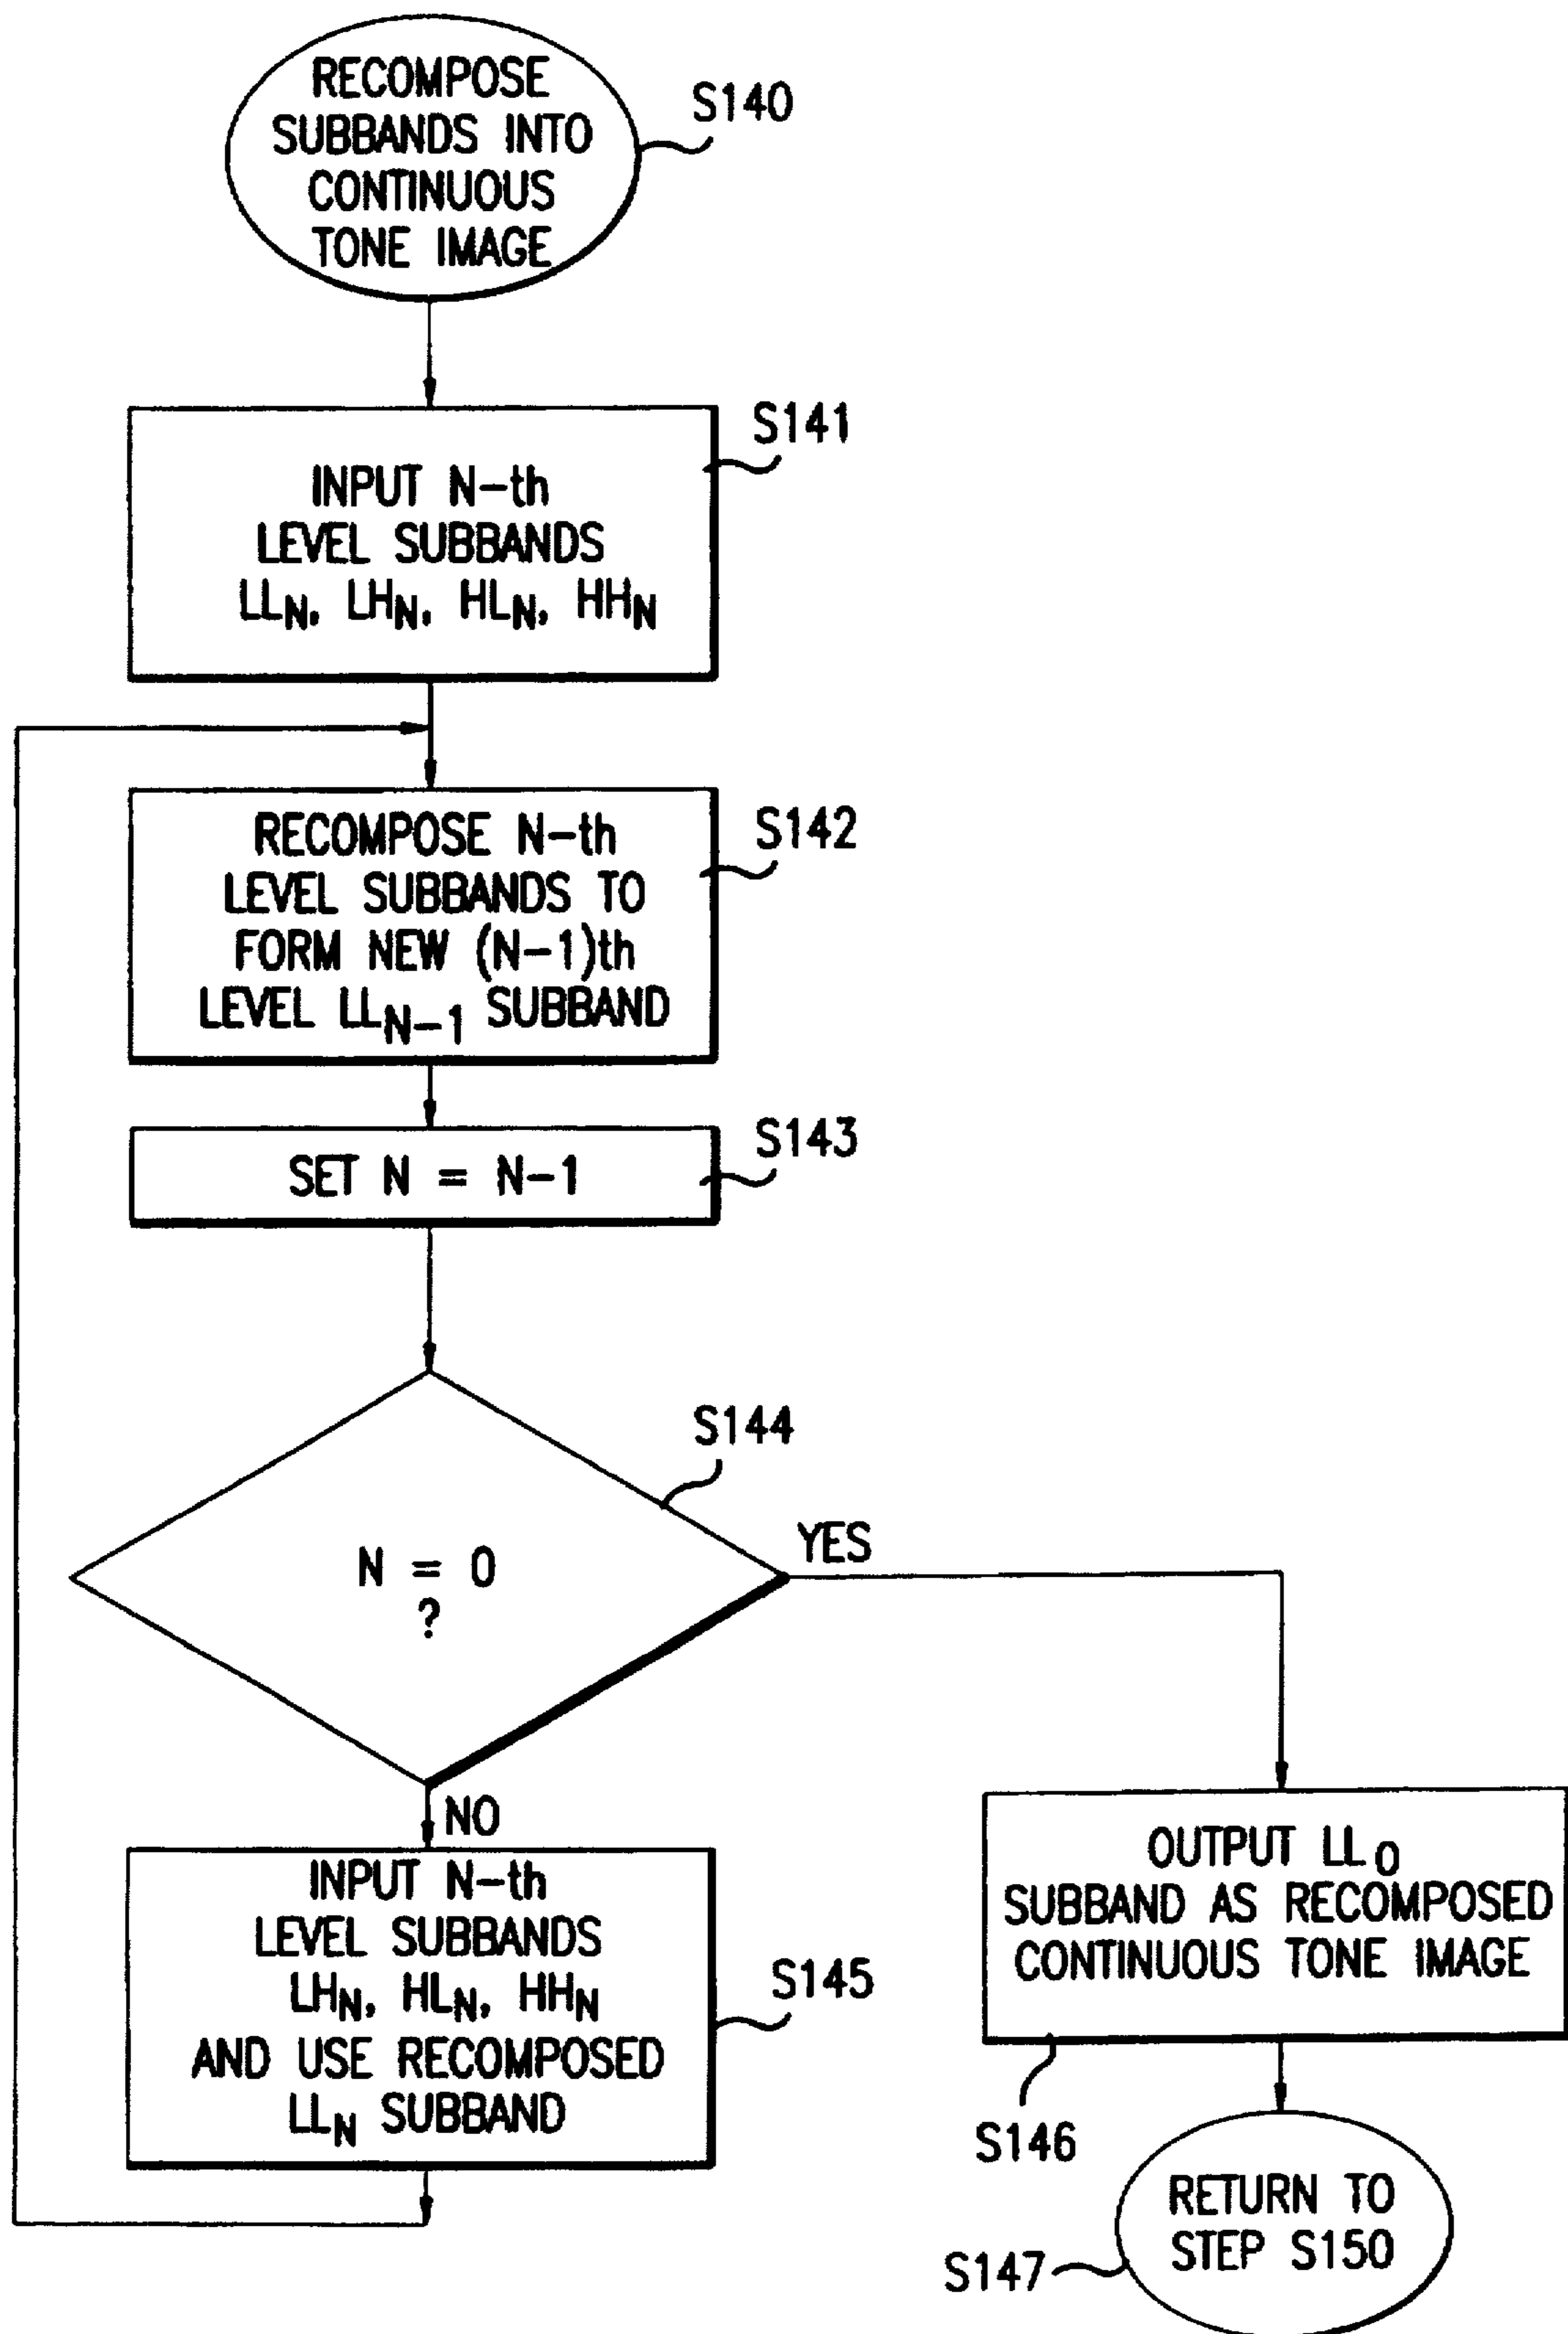 RECOMPOSE
SUBBANDS INTO
CONTINUOUS
TONE IMAGE
S140
S141
INPUT N-th
LEVEL SUBBANDS
LLN, LHN, HLN, HHN
S142
RECOMPOSE N-th
LEVEL SUBBANDS TO
FORM NEW (N-1)th
LEVEL LLN-1 SUBBAND
S143
SET N = N-1
S144
N = 0
?
YES
NO
INPUT N-th
LEVEL SUBBANDS
LHN, HLN, HHN
AND USE RECOMPOSED
LLN SUBBAND
S145
OUTPUT LL0
SUBBAND AS RECOMPOSED
CONTINUOUS TONE IMAGE
S146
RETURN TO
STEP S150
S147